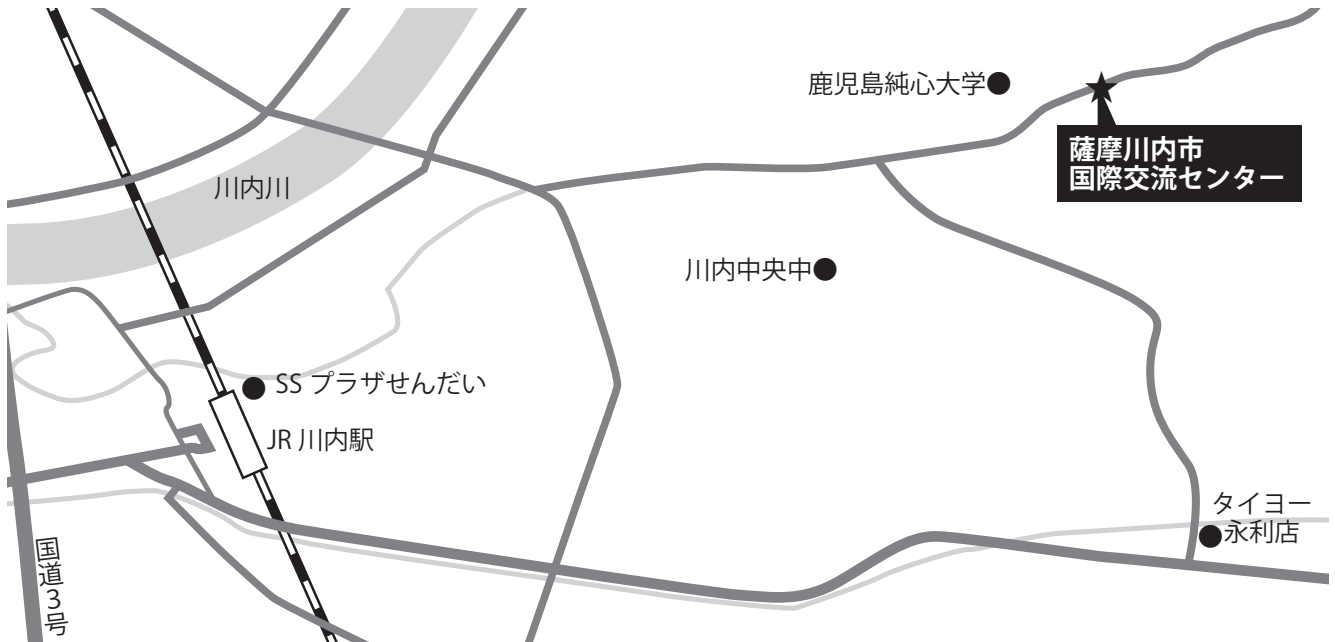 鹿児島純心大学
薩摩川内市
国際交流センター
川内川
川内中央中
SS プラザせんだい
JR 川内駅
タイヨー
永利店
国道3号